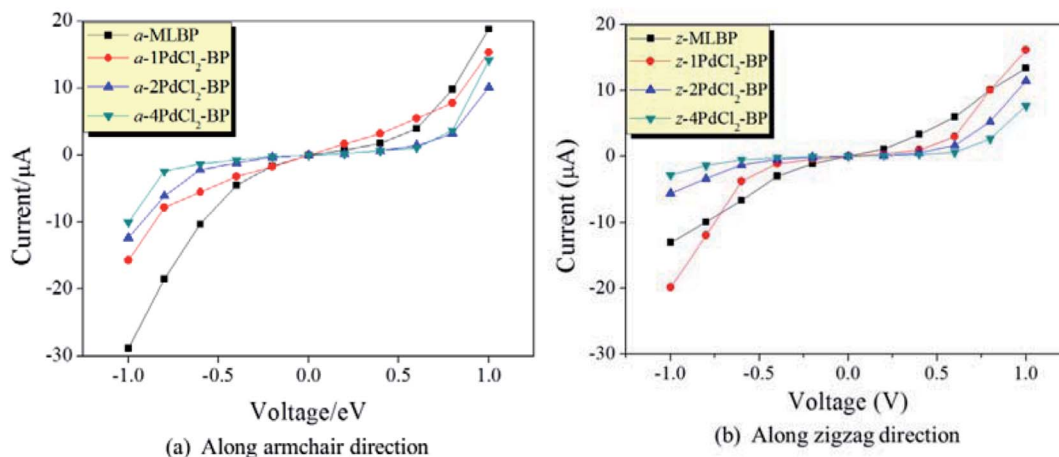 20
10
0
-10
-20
-30
Current/μA
a-MLBP
a-1PdCl₂-BP
a-2PdCl₂-BP
a-4PdCl₂-BP
-1.0 -0.5 0.0 0.5 1.0
Voltage/eV
(a) Along armchair direction
20
10
0
-10
-20
-30
Current (μA)
z-MLBP
z-1PdCl₂-BP
z-2PdCl₂-BP
z-4PdCl₂-BP
-1.0 -0.5 0.0 0.5 1.0
Voltage (V)
(b) Along zigzag direction